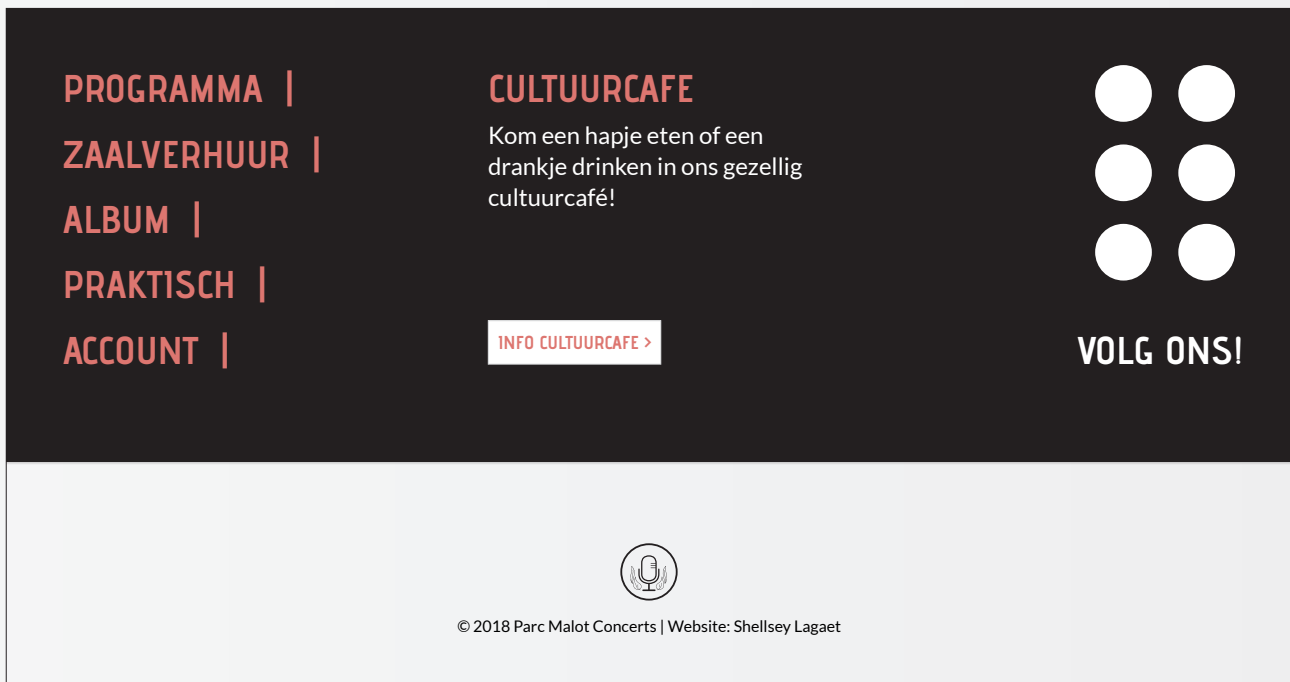 PROGRAMMA |
ZAALVERHUUR |
ALBUM |
PRAKTISCH |
ACCOUNT |
CULTUURCAFE
Kom een hapje eten of een
drankje drinken in ons gezellig
cultuurcafé!
INFO CULTUURCAFE >
VOLG ONS!
© 2018 Parc Malot Concerts | Website: Shellsey Lagaet